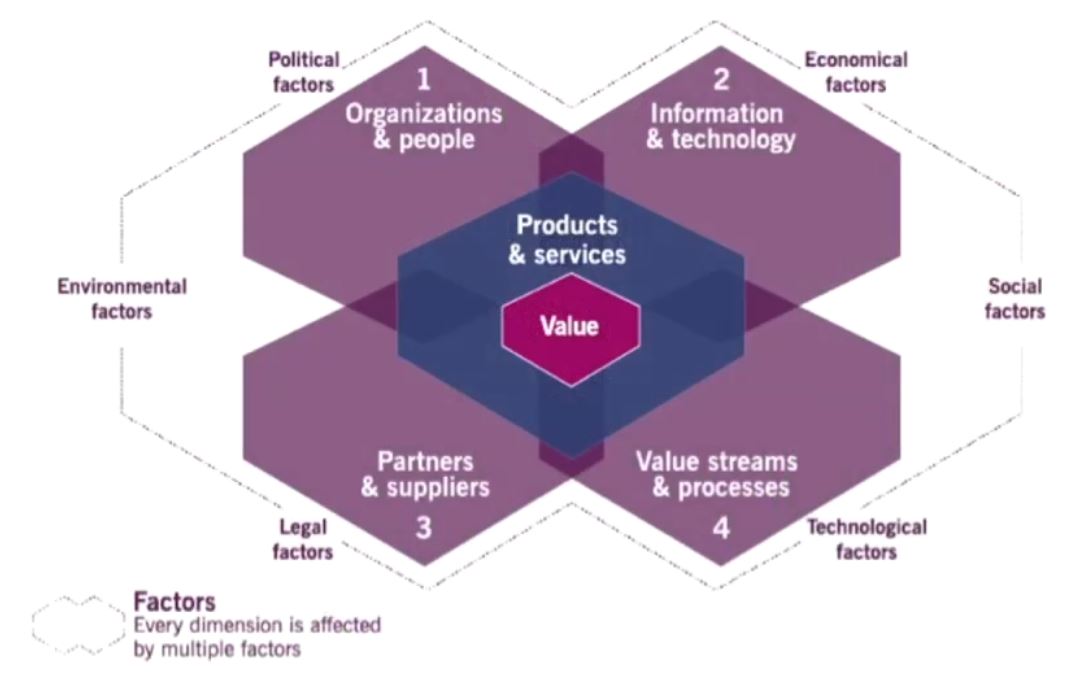 Political
factors
Economical
factors
1
Organizations
& people
2
Information
& technology
Products
& services
Value
Environmental
factors
Social
factors
Partners
& suppliers
3
Value streams
& processes
4
Legal
factors
Technological
factors
Factors
Every dimension is affected
by multiple factors